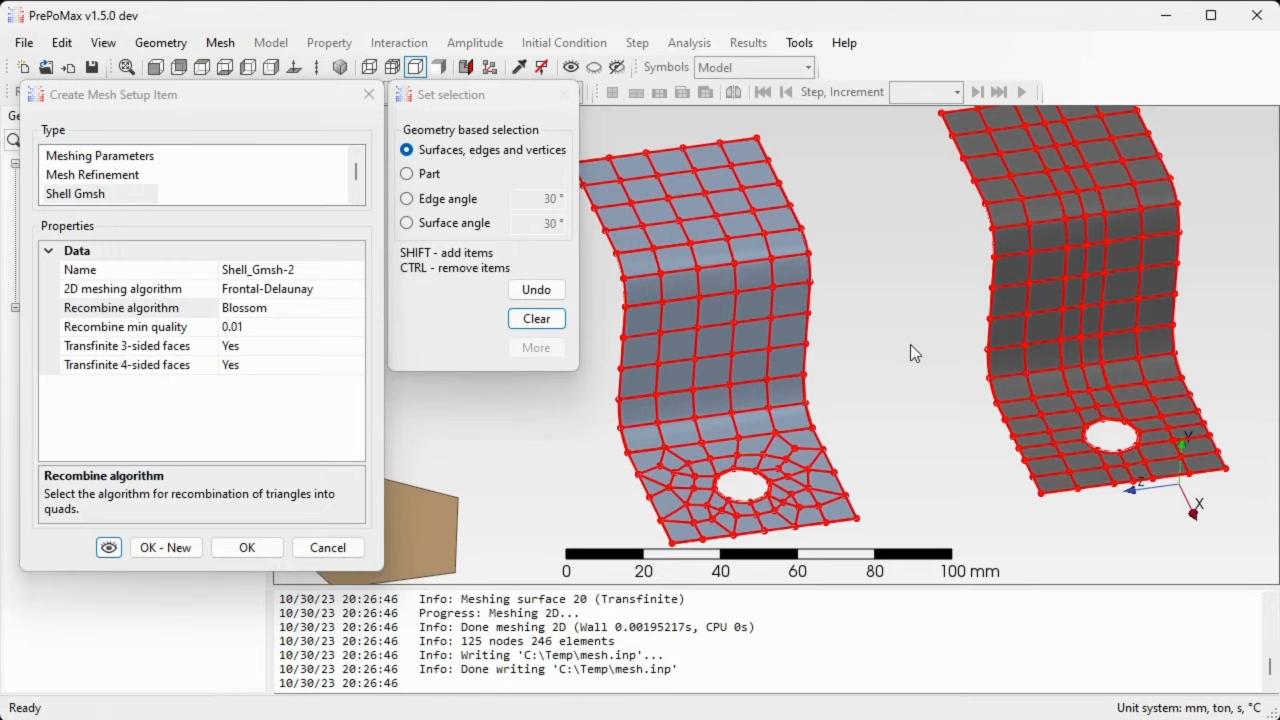 PrePoMax v1.5.0 dev
File Edit View Geometry Mesh Model Property Interaction Amplitude Initial Condition Step Analysis Results Tools Help
Symbols Model
Step, Increment
Create Mesh Setup Item
Type
Meshing Parameters
Mesh Refinement
Shell Gmsh
Properties
Data
Name Shell_Gmsh-2
2D meshing algorithm Frontal-Delaunay
Recombine algorithm Blossom
Recombine min quality 0.01
Transfinite 3-sided faces Yes
Transfinite 4-sided faces Yes
Recombine algorithm
Select the algorithm for recombination of triangles into
quads.
OK - New OK Cancel
Set selection
Geometry based selection
Surfaces, edges and vertices
Part
Edge angle 30 °
Surface angle 30 °
SHIFT - add items
CTRL - remove items
Undo
Clear
More
Y
Z
X
0 20 40 60 80 100 mm
10/30/23 20:26:46 Info: Meshing surface 20 (Transfinite)
10/30/23 20:26:46 Progress: Meshing 2D...
10/30/23 20:26:46 Info: Done meshing 2D (Wall 0.00195217s, CPU 0s)
10/30/23 20:26:46 Info: 125 nodes 246 elements
10/30/23 20:26:46 Info: Writing 'C:\Temp\mesh.inp'...
10/30/23 20:26:46 Info: Done writing 'C:\Temp\mesh.inp'
10/30/23 20:26:46
Ready
Unit system: mm, ton, s, °C